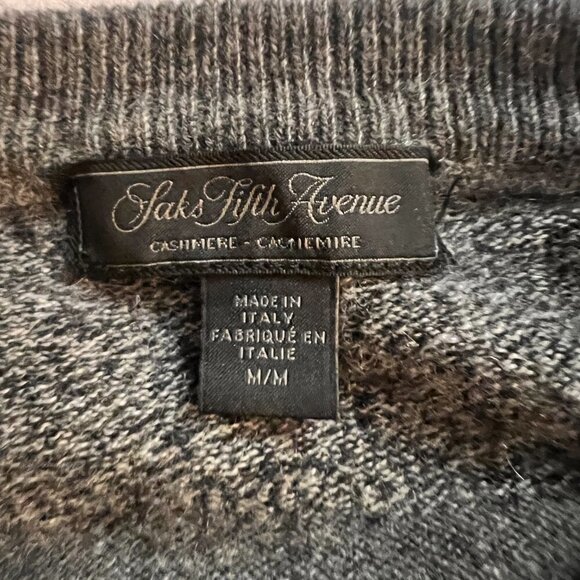 Saks Fifth Avenue
CASHMERE - CACHEMIRE
MADE IN
ITALY
FABRIQUÉ EN
ITALIE
M/M